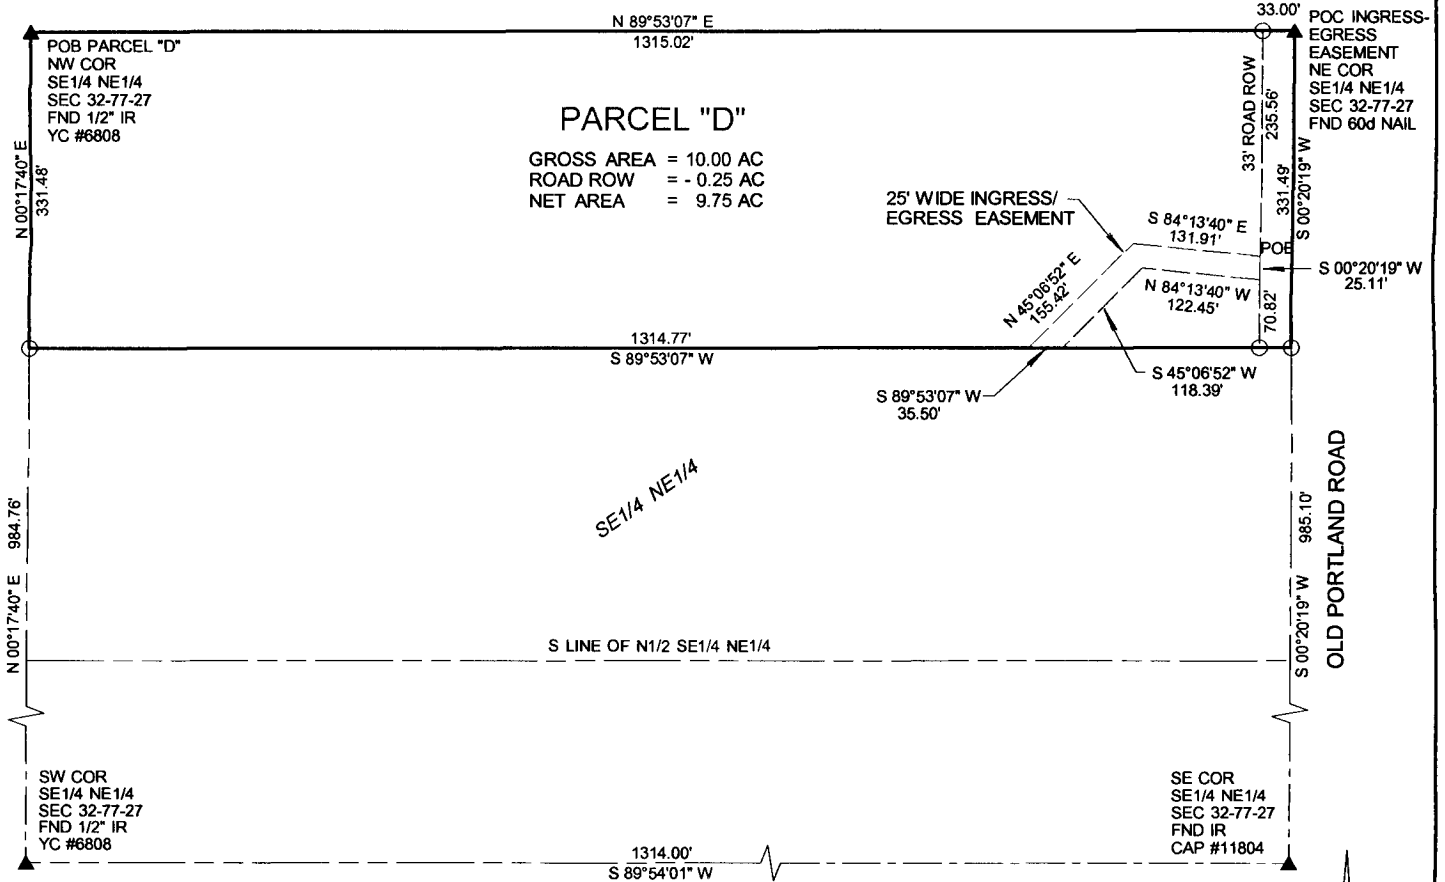 N 89°53'07" E
1315.02'
33.00'
POC INGRESS-
EGRESS
EASEMENT
NE COR
SE1/4 NE1/4
SEC 32-77-27
FND 60d NAIL
POB PARCEL "D"
NW COR
SE1/4 NE1/4
SEC 32-77-27
FND 1/2" IR
YC #6808
PARCEL "D"
GROSS AREA = 10.00 AC
ROAD ROW = - 0.25 AC
NET AREA = 9.75 AC
N 00°17'40" E
331.48'
33' ROAD ROW
235.56'
331.49'
S 00°20'19" W
25' WIDE INGRESS/
EGRESS EASEMENT
S 84°13'40" E
131.91'
POB
S 00°20'19" W
25.11'
N 45°06'52" E
155.42'
N 84°13'40" W
122.45'
70.82'
1314.77'
S 89°53'07" W
S 45°06'52" W
118.39'
S 89°53'07" W
35.50'
SE1/4 NE1/4
N 00°17'40" E 984.76'
985.10'
S 00°20'19" W
OLD PORTLAND ROAD
S LINE OF N1/2 SE1/4 NE1/4
SW COR
SE1/4 NE1/4
SEC 32-77-27
FND 1/2" IR
YC #6808
SE COR
SE1/4 NE1/4
SEC 32-77-27
FND IR
CAP #11804
1314.00'
S 89°54'01" W